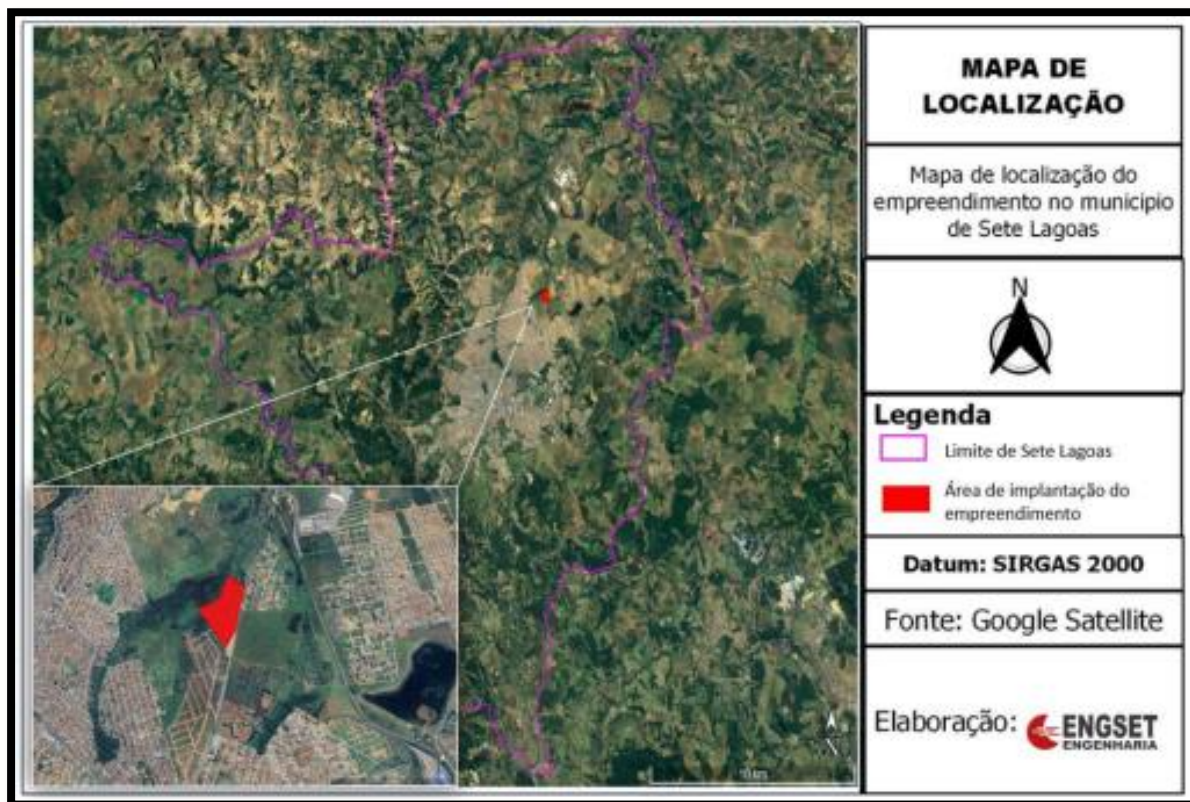 MAPA DE
LOCALIZAÇÃO
Mapa de localização do
empreendimento no municipio
de Sete Lagoas
N
Legenda
Limite de Sete Lagoas
Área de implantação do
empreendimento
Datum: SIRGAS 2000
Fonte: Google Satellite
Elaboração:
ENGSET
ENGENHARIA